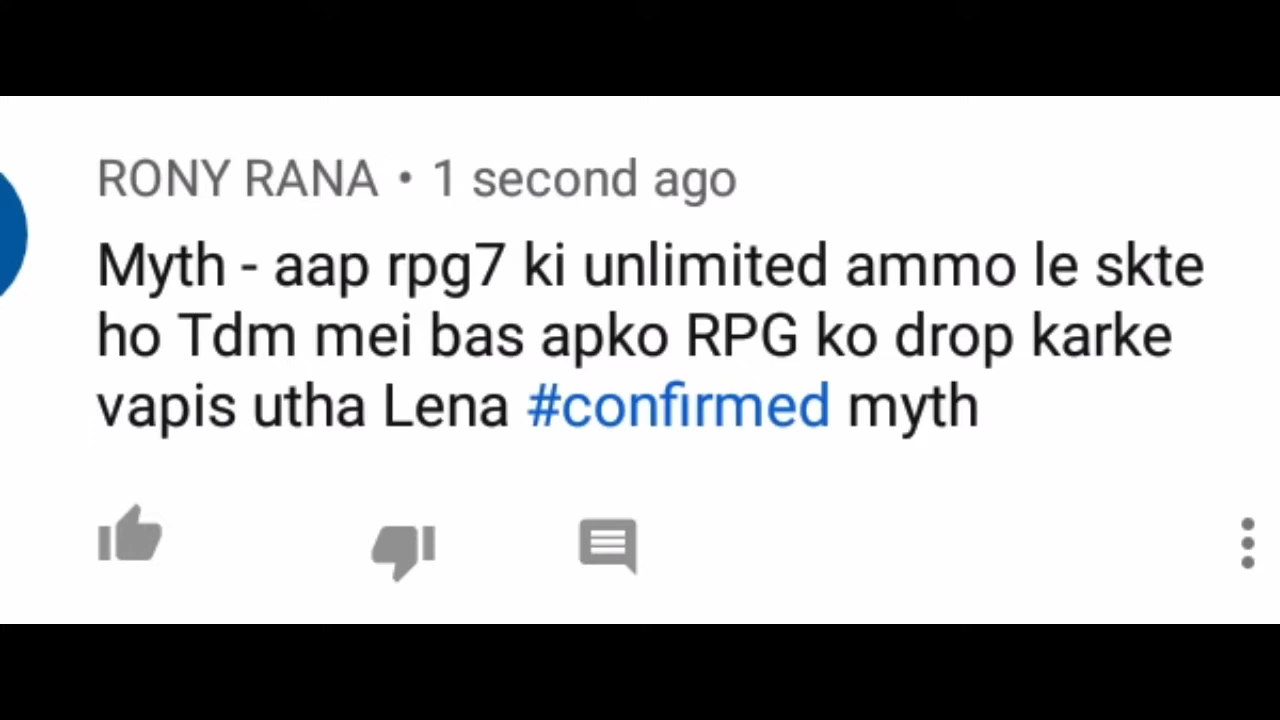 RONY RANA • 1 second ago
Myth - aap rpg7 ki unlimited ammo le skte
ho Tdm mei bas apko RPG ko drop karke
vapis utha Lena #confirmed myth